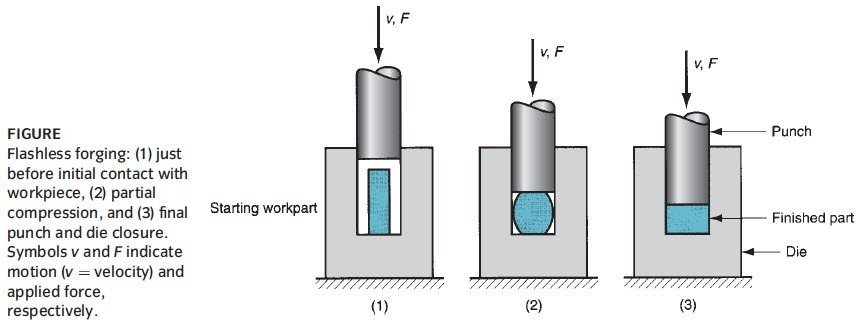 FIGURE
Flashless forging: (1) just
before initial contact with
workpiece, (2) partial
compression, and (3) final
punch and die closure.
Symbols v and F indicate
motion (v = velocity) and
applied force,
respectively.
v, F
v, F
v, F
Punch
Starting workpart
Finished part
Die
(1)
(2)
(3)